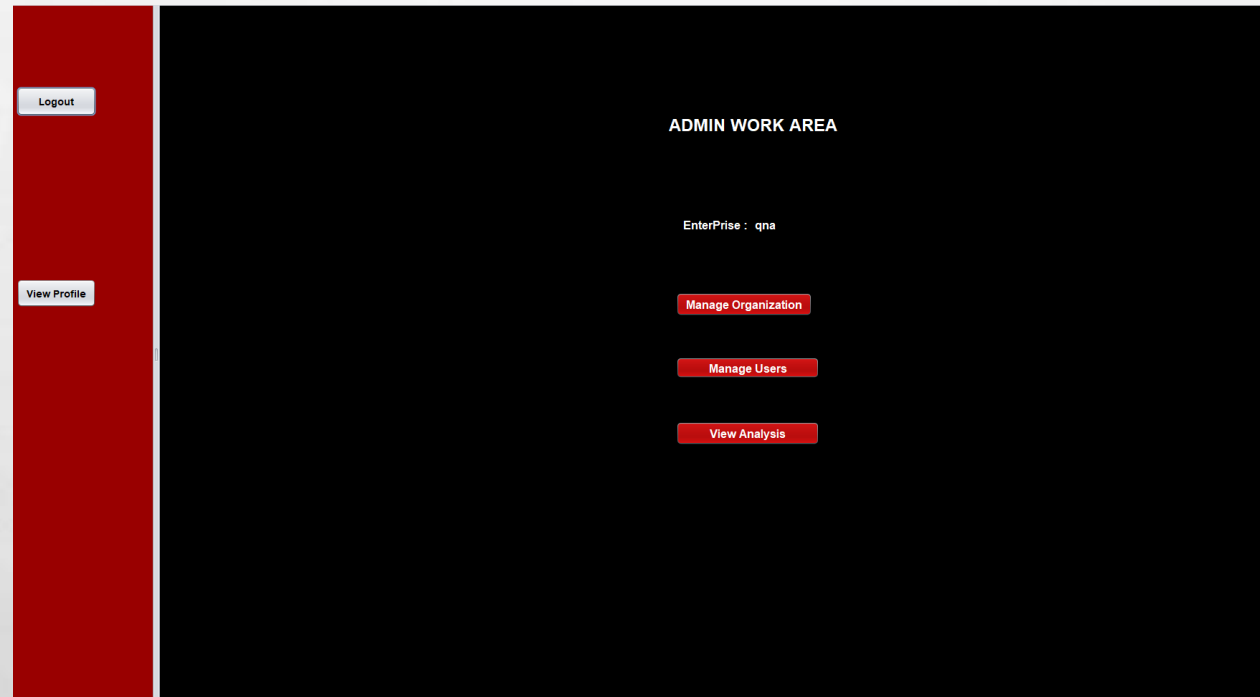 Logout
View Profile
ADMIN WORK AREA
EnterPrise : qna
Manage Organization
Manage Users
View Analysis